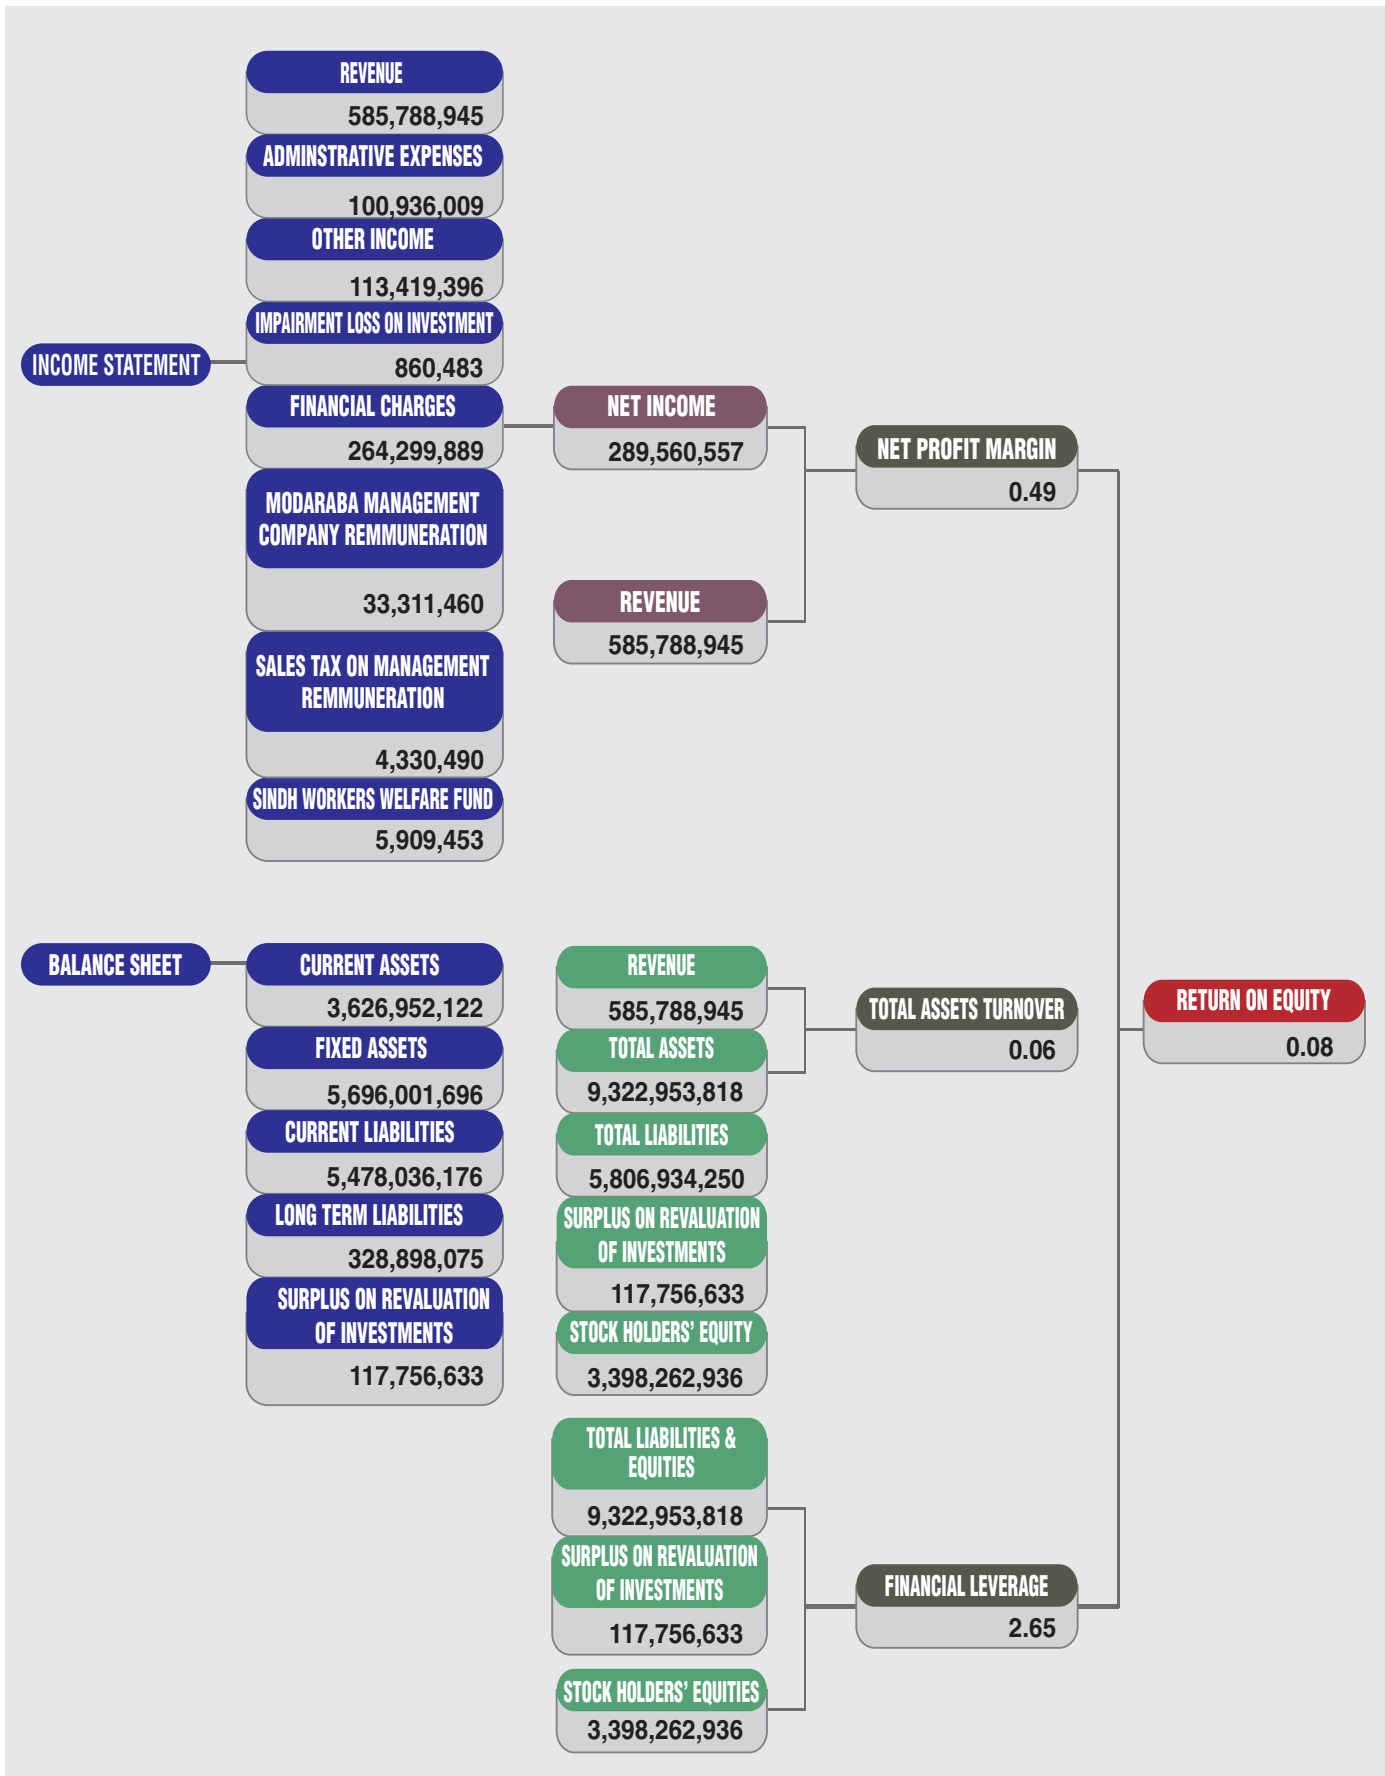 REVENUE
585,788,945
ADMINSTRATIVE EXPENSES
100,936,009
OTHER INCOME
113,419,396
IMPAIRMENT LOSS ON INVESTMENT
860,483
INCOME STATEMENT
FINANCIAL CHARGES
264,299,889
MODARABA MANAGEMENT
COMPANY REMMUNERATION
33,311,460
SALES TAX ON MANAGEMENT
REMMUNERATION
4,330,490
SINDH WORKERS WELFARE FUND
5,909,453
NET INCOME
289,560,557
REVENUE
585,788,945
NET PROFIT MARGIN
0.49
BALANCE SHEET
CURRENT ASSETS
3,626,952,122
FIXED ASSETS
5,696,001,696
CURRENT LIABILITIES
5,478,036,176
LONG TERM LIABILITIES
328,898,075
SURPLUS ON REVALUATION
OF INVESTMENTS
117,756,633
REVENUE
585,788,945
TOTAL ASSETS
9,322,953,818
TOTAL LIABILITIES
5,806,934,250
SURPLUS ON REVALUATION
OF INVESTMENTS
117,756,633
STOCK HOLDERS' EQUITY
3,398,262,936
TOTAL LIABILITIES &
EQUITIES
9,322,953,818
SURPLUS ON REVALUATION
OF INVESTMENTS
117,756,633
STOCK HOLDERS' EQUITIES
3,398,262,936
TOTAL ASSETS TURNOVER
0.06
FINANCIAL LEVERAGE
2.65
RETURN ON EQUITY
0.08